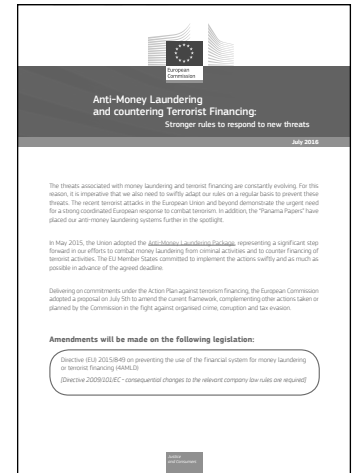 European
Commission
Anti-Money Laundering
and countering Terrorist Financing:
Stronger rules to respond to new threats
July 2016
The threats associated with money laundering and terrorist financing are constantly evolving. For this
reason, it is imperative that we also need to swiftly adapt our rules on a regular basis to prevent these
threats. The recent terrorist attacks in the European Union and beyond demonstrate the urgent need
for a strong coordinated European response to combat terrorism. In addition, the "Panama Papers" have
placed our anti-money laundering systems further in the spotlight.
In May 2015, the Union adopted the Anti-Money Laundering Package, representing a significant step
forward in our efforts to combat money laundering from criminal activities and to counter financing of
terrorist activities. The EU Member States committed to implement the actions swiftly and as much as
possible in advance of the agreed deadline.
Delivering on commitments under the Action Plan against terrorism financing, the European Commission
adopted a proposal on July 5th to amend the current framework, complementing other actions taken or
planned by the Commission in the fight against organised crime, corruption and tax evasion.
Amendments will be made on the following legislation:
Directive (EU) 2015/849 on preventing the use of the financial system for money laundering
or terrorist financing (4AMLD)
[Directive 2009/101/EC - consequential changes to the relevant company law rules are required]
Justice
and Consumers